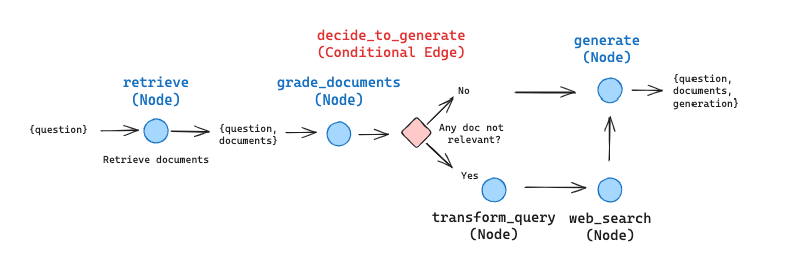 decide_to_generate
(Conditional Edge)
generate
(Node)
retrieve
(Node)
grade_documents
(Node)
No
{question,
documents,
generation}
{question}
{question,
documents}
Any doc not
relevant?
Retrieve documents
Yes
transform_query
(Node)
web_search
(Node)